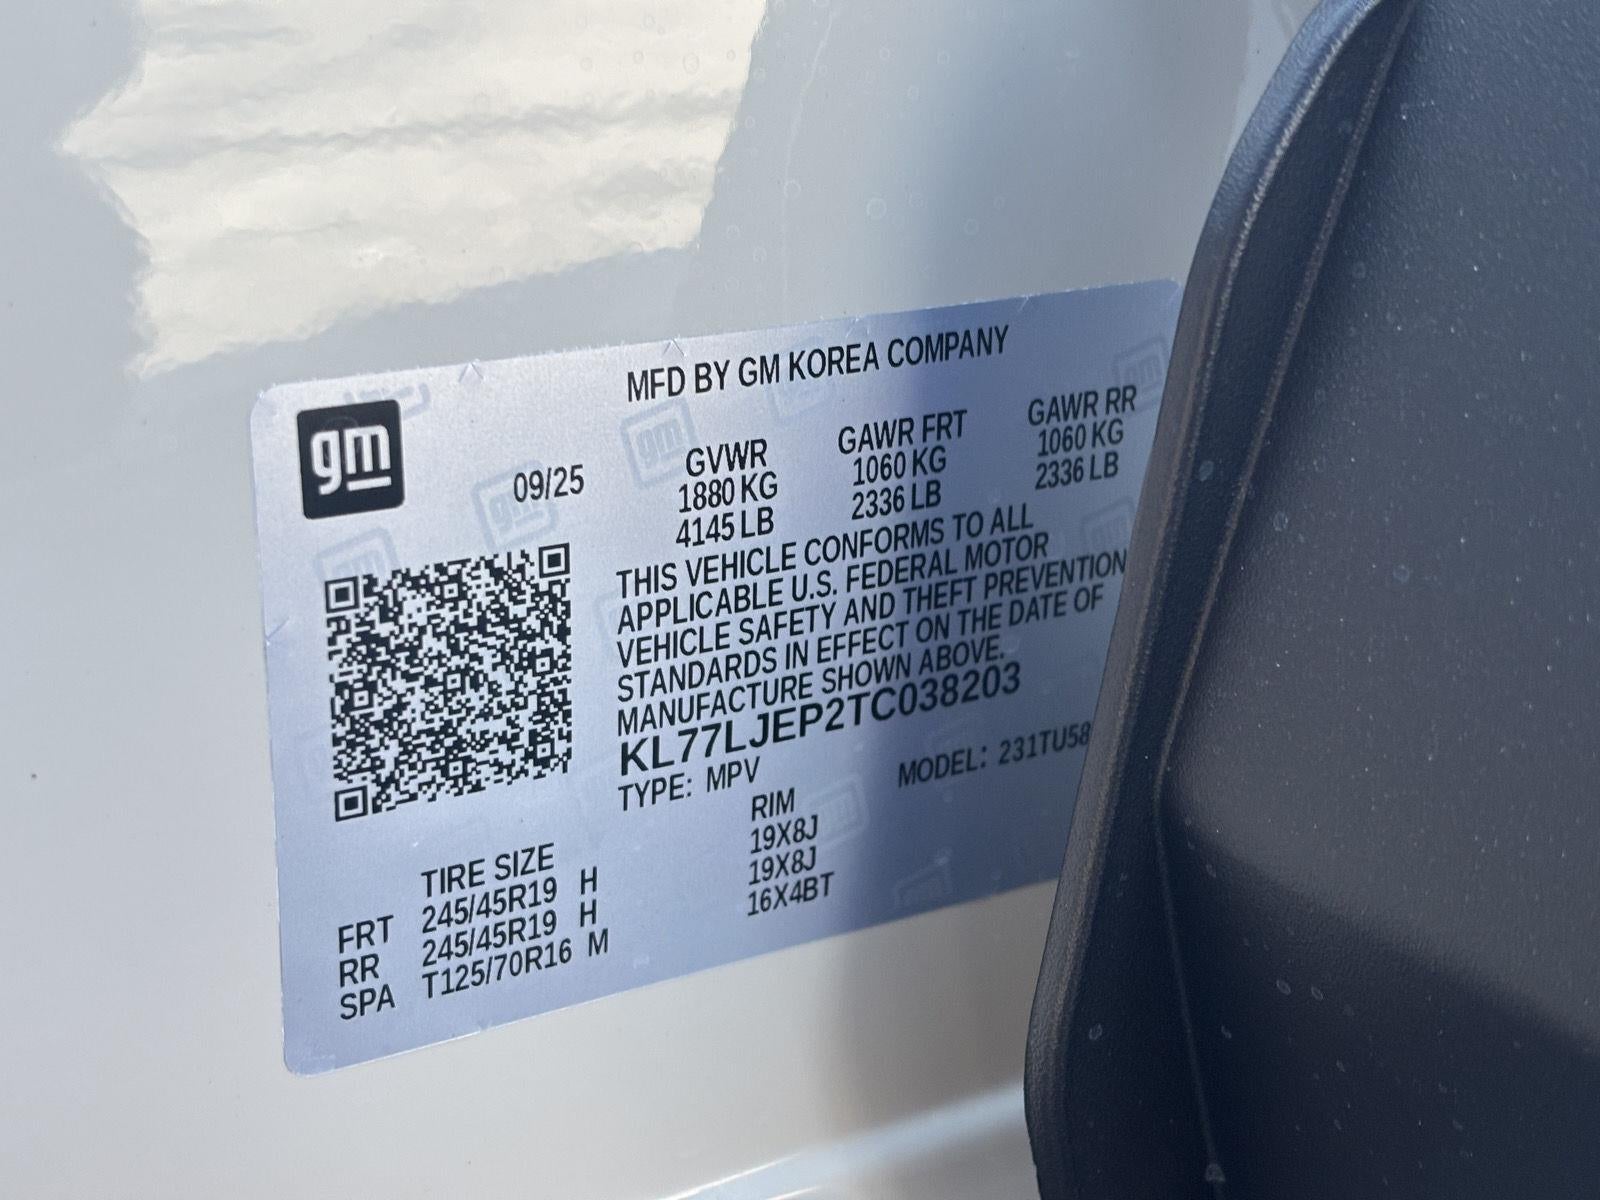 MFD BY GM KOREA COMPANY
gm
09/25
GVWR GAWR FRT GAWR RR
1880 KG 1060 KG 1060 KG
4145 LB 2336 LB 2336 LB
THIS VEHICLE CONFORMS TO ALL
APPLICABLE U.S. FEDERAL MOTOR
VEHICLE SAFETY AND THEFT PREVENTION
STANDARDS IN EFFECT ON THE DATE OF
MANUFACTURE SHOWN ABOVE.
KL77LJEP2TC038203
TYPE: MPV MODEL: 231TU58
TIRE SIZE RIM
FRT 245/45R19 H 19X8J
RR 245/45R19 H 19X8J
SPA T125/70R16 M 16X4BT